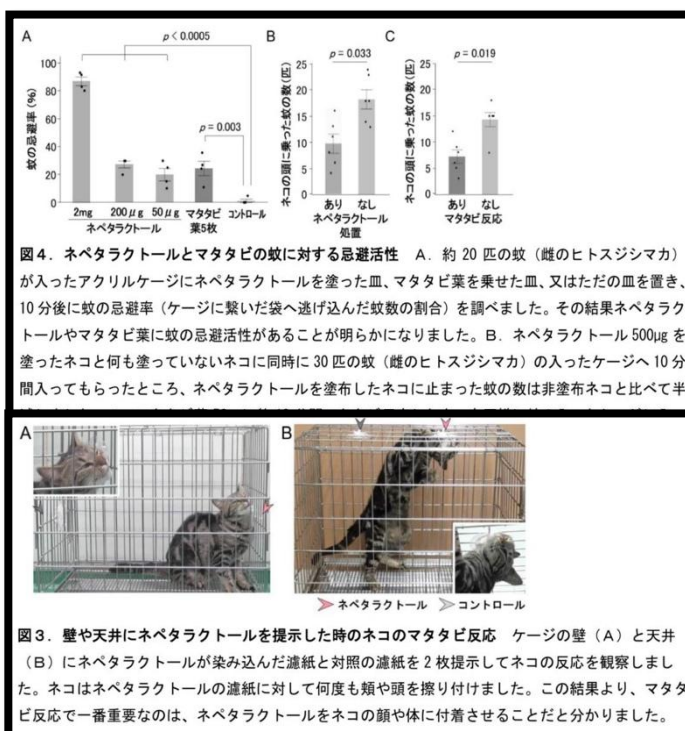 A
p < 0.0005
蚊の忌避率(%)
100
80
60
40
20
0
p = 0.003
2mg 200μg 50μg マタタビ コントロール
葉5枚
ネペタラクトール
B
p = 0.033
ネコの頭に乗った蚊の数(匹)
25
20
15
10
5
0
あり なし
ネペタラクトール
処置
C
p = 0.019
ネコの頭に乗った蚊の数(匹)
25
20
15
10
5
0
あり なし
マタタビ反応
図4. ネペタラクトールとマタタビの蚊に対する忌避活性 A. 約20匹の蚊(雌のヒトスジシマカ)
が入ったアクリルケージにネペタラクトールを塗った皿、マタタビ葉を乗せた皿、又はただの皿を置き、
10分後に蚊の忌避率(ケージに繋いだ袋へ逃げ込んだ蚊数の割合)を調べました。その結果ネペタラク
トールやマタタビ葉に蚊の忌避活性があることが明らかになりました。B. ネペタラクトール500μgを
塗ったネコと何も塗っていないネコに同時に30匹の蚊(雌のヒトスジシマカ)の入ったケージへ10分
間入ってもらったところ、ネペタラクトールを塗布したネコに止まった蚊の数は非塗布ネコと比べて半
A
B
ネペタラクトール コントロール
図3. 壁や天井にネペタラクトールを提示した時のネコのマタタビ反応 ケージの壁(A)と天井
(B)にネペタラクトールが染み込んだ濾紙と対照の濾紙を2枚提示してネコの反応を観察しまし
た。ネコはネペタラクトールの濾紙に対して何度も頬や頭を擦り付けました。この結果より、マタタ
ビ反応で一番重要なのは、ネペタラクトールをネコの顔や体に付着させることだと分かりました。